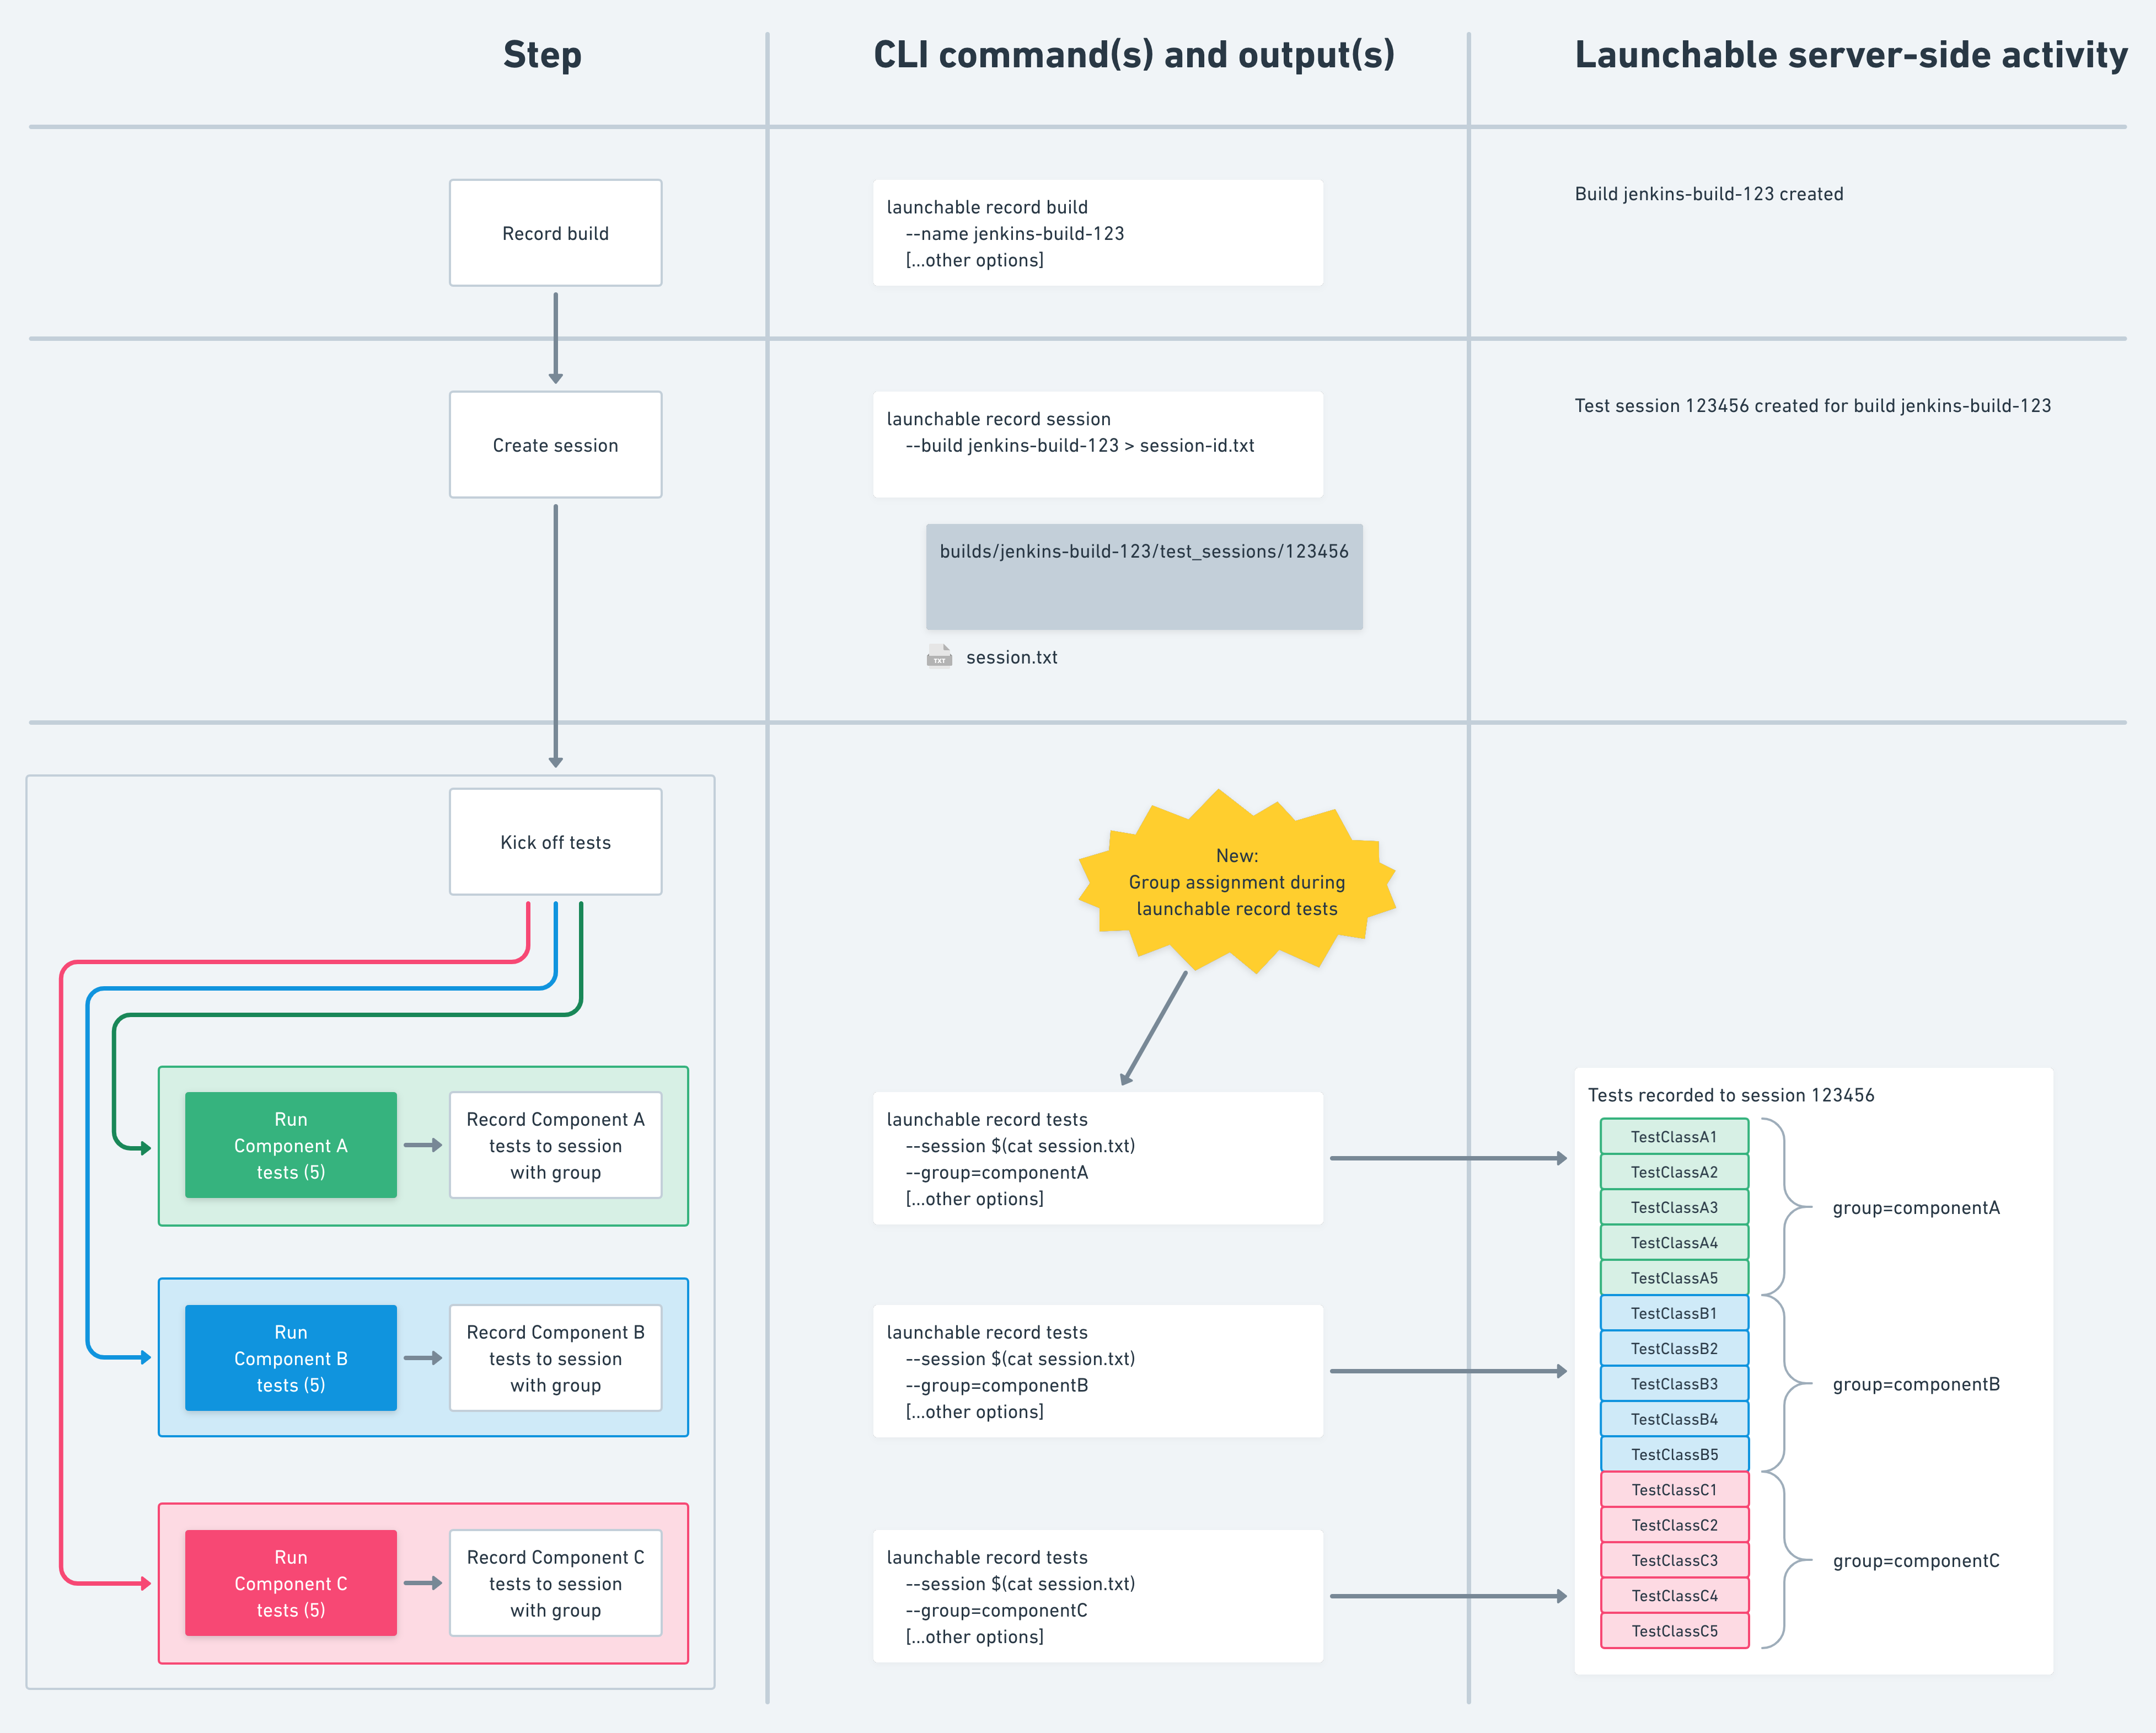 Step
CLI command(s) and output(s)
Launchable server-side activity
Record build
launchable record build
--name jenkins-build-123
[...other options]
Build jenkins-build-123 created
Create session
launchable record session
--build jenkins-build-123 > session-id.txt
Test session 123456 created for build jenkins-build-123
builds/jenkins-build-123/test_sessions/123456
TXT
session.txt
Kick off tests
New:
Group assignment during
launchable record tests
Run
Component A
tests (5)
Record Component A
tests to session
with group
launchable record tests
--session $(cat session.txt)
--group=componentA
[...other options]
Run
Component B
tests (5)
Record Component B
tests to session
with group
launchable record tests
--session $(cat session.txt)
--group=componentB
[...other options]
Run
Component C
tests (5)
Record Component C
tests to session
with group
launchable record tests
--session $(cat session.txt)
--group=componentC
[...other options]
Tests recorded to session 123456
TestClassA1
TestClassA2
TestClassA3
TestClassA4
TestClassA5
group=componentA
TestClassB1
TestClassB2
TestClassB3
TestClassB4
TestClassB5
group=componentB
TestClassC1
TestClassC2
TestClassC3
TestClassC4
TestClassC5
group=componentC